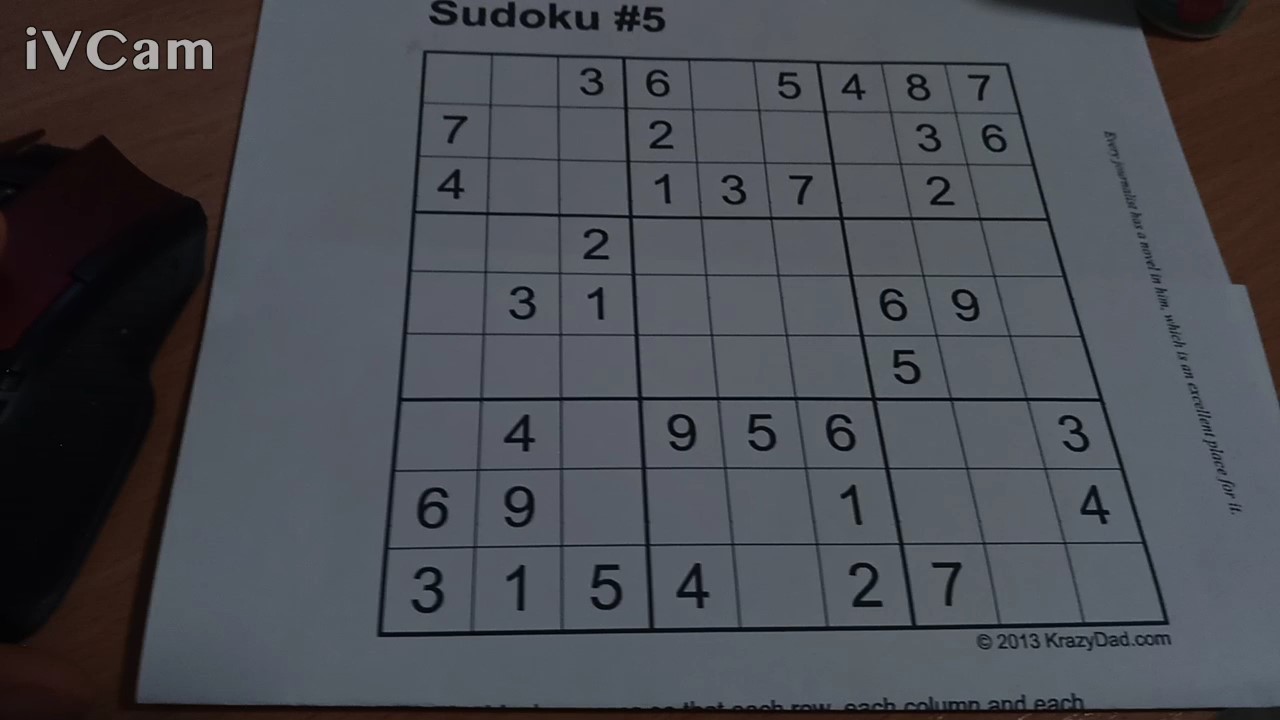 iVCam
Sudoku #5
3 6 5 4 8 7
7 2 3 6
4 1 3 7 2
2
3 1 6 9
5
4 9 5 6 3
6 9 1 4
3 1 5 4 2 7
© 2013 KrazyDad.com
Every journalist has a novel in him, which is an excellent place for it.
that each row, each column and each